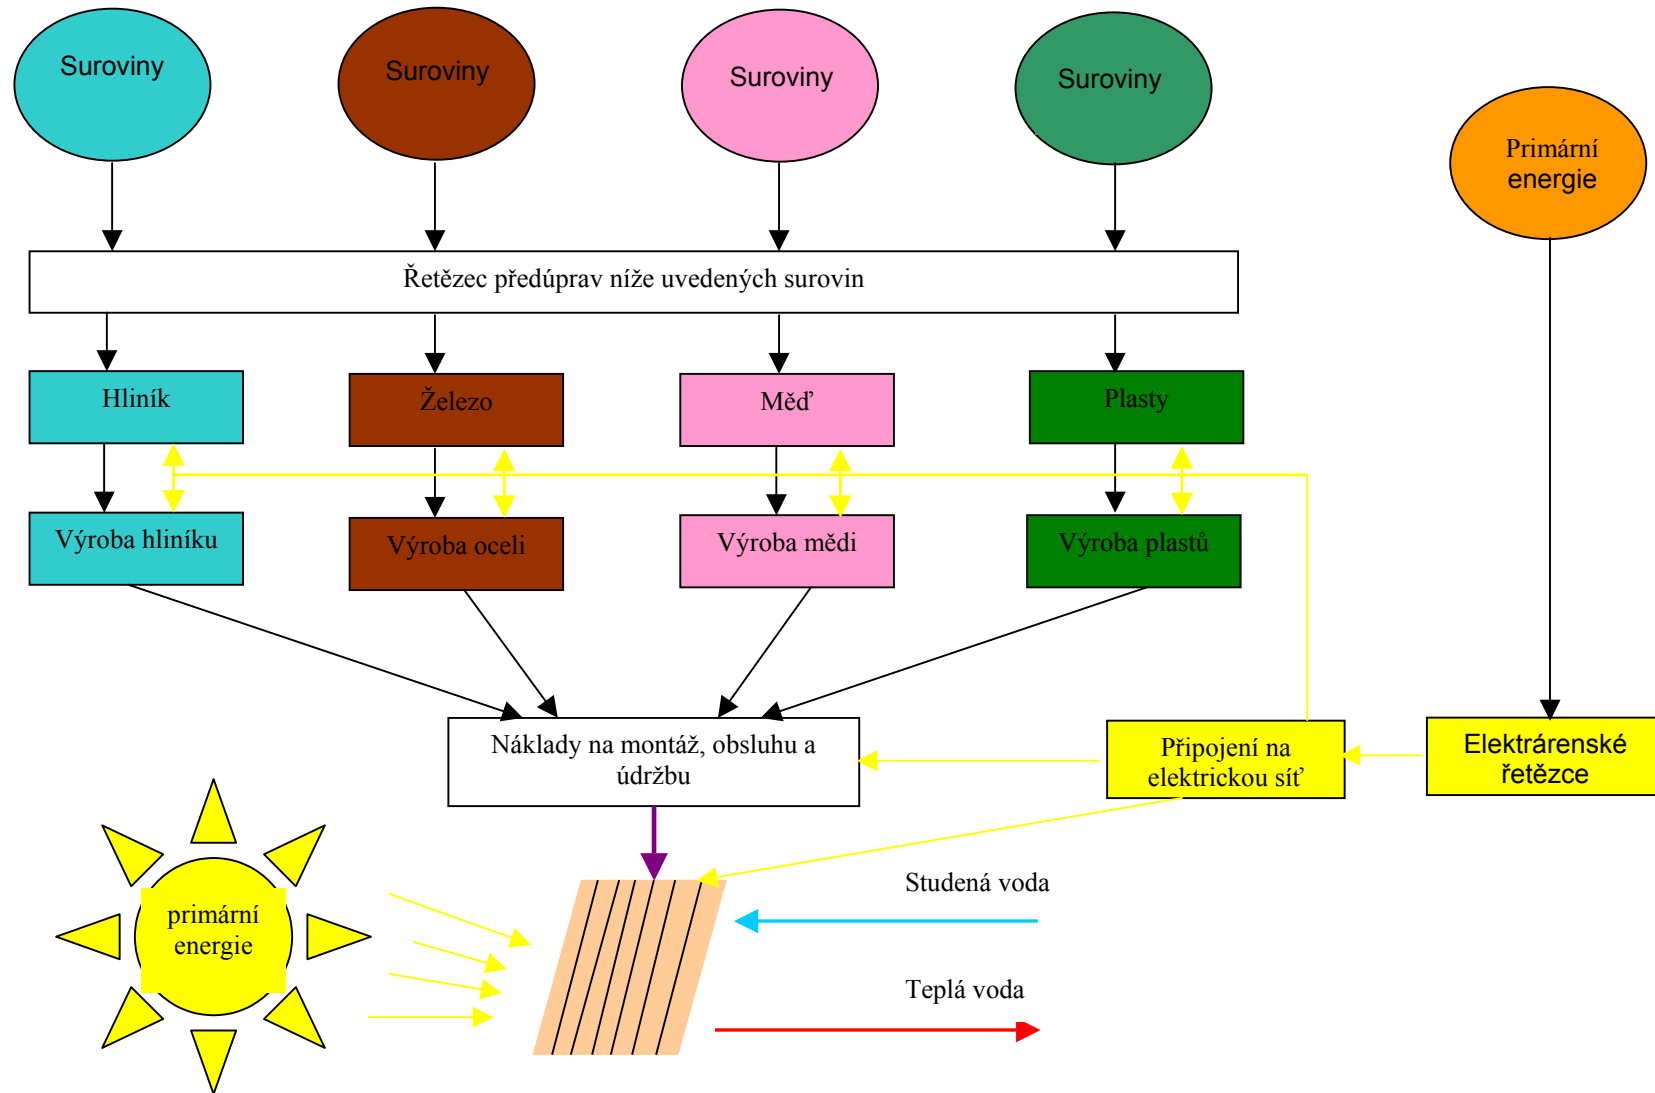 Suroviny
Suroviny
Suroviny
Suroviny
Primární
energie
Řetězec předúprav níže uvedených surovin
Hliník
Železo
Měď
Plasty
Výroba hliníku
Výroba oceli
Výroba mědi
Výroba plastů
Náklady na montáž, obsluhu a
údržbu
Připojení na
elektrickou síť
Elektrárenské
řetězce
primární
energie
Studená voda
Teplá voda